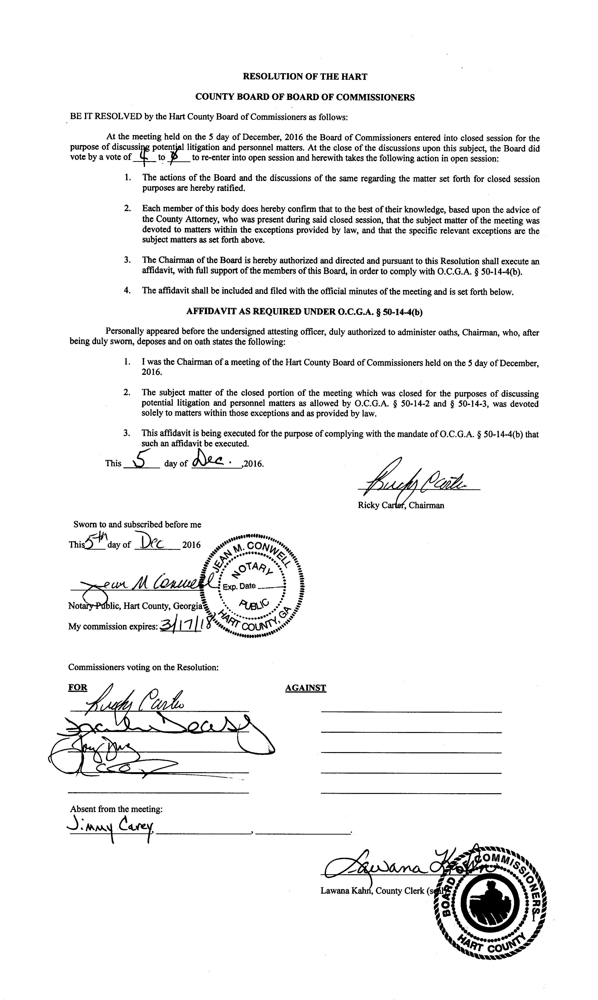 RESOLUTION OF THE HART
COUNTY BOARD OF BOARD OF COMMISSIONERS
BE IT RESOLVED by the Hart County Board of Commissioners as follows:
At the meeting held on the 5 day of December, 2016 the Board of Commissioners entered into closed session for the
purpose of discussing potential litigation and personnel matters. At the close of the discussions upon this subject, the Board did
vote by a vote of 4 to 0 to re-enter into open session and herewith takes the following action in open session:
1. The actions of the Board and the discussions of the same regarding the matter set forth for closed session
purposes are hereby ratified.
2. Each member of this body does hereby confirm that to the best of their knowledge, based upon the advice of
the County Attorney, who was present during said closed session, that the subject matter of the meeting was
devoted to matters within the exceptions provided by law, and that the specific relevant exceptions are the
subject matters as set forth above.
3. The Chairman of the Board is hereby authorized and directed and pursuant to this Resolution shall execute an
affidavit, with full support of the members of this Board, in order to comply with O.C.G.A. § 50-14-4(b).
4. The affidavit shall be included and filed with the official minutes of the meeting and is set forth below.
AFFIDAVIT AS REQUIRED UNDER O.C.G.A. § 50-14-4(b)
Personally appeared before the undersigned attesting officer, duly authorized to administer oaths, Chairman, who, after
being duly sworn, deposes and on oath states the following:
1. I was the Chairman of a meeting of the Hart County Board of Commissioners held on the 5 day of December,
2016.
2. The subject matter of the closed portion of the meeting which was closed for the purposes of discussing
potential litigation and personnel matters as allowed by O.C.G.A. § 50-14-2 and § 50-14-3, was devoted
solely to matters within those exceptions and as provided by law.
3. This affidavit is being executed for the purpose of complying with the mandate of O.C.G.A. § 50-14-4(b) that
such an affidavit be executed.
This 5 day of Dec. ,2016.
Ricky Carter
Ricky Carter, Chairman
Sworn to and subscribed before me
This 5th day of Dec 2016
Jean M Conwell
Notary Public, Hart County, Georgia
My commission expires: 3/17/18
JEAN M. CONWELL
NOTARY
Exp. Date
PUBLIC
HART COUNTY, GA
Commissioners voting on the Resolution:
FOR AGAINST
Ricky Carter
Joey Dorsey
Absent from the meeting:
Jimmy Carey, , .
Lawana Kahn
Lawana Kahn, County Clerk (seal)
BOARD OF COMMISSIONERS
HART COUNTY
1